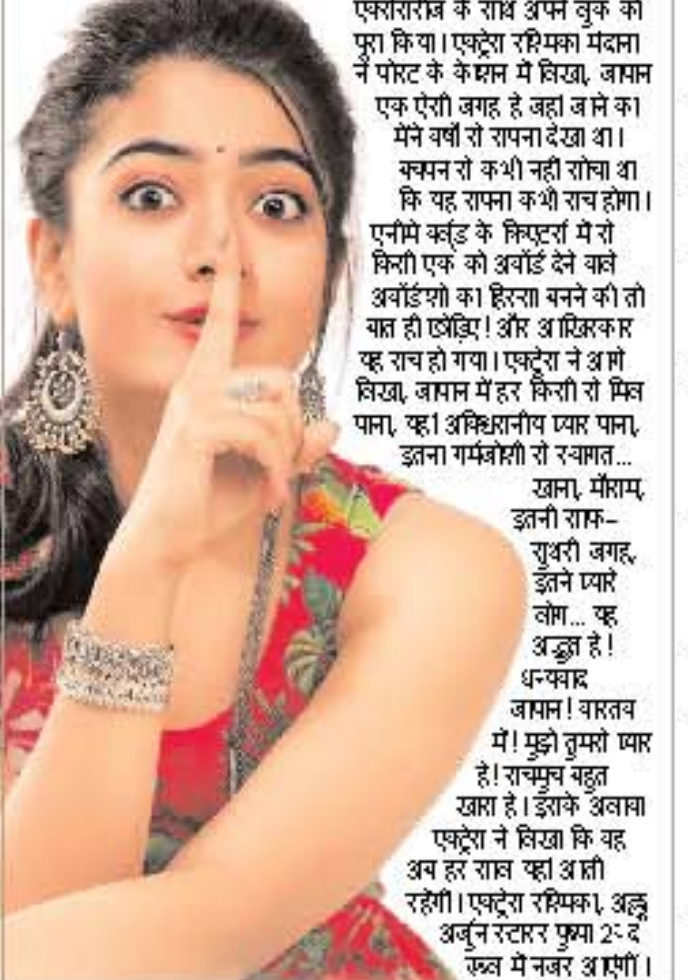 एक्सेसरीज के साथ अपने लुक को
पूरा किया। एक्ट्रेस रश्मिका मंदाना
ने पोस्ट के कैप्शन में लिखा, जापान
एक ऐसी जगह है जहां जाने का
मैंने वर्षों से सपना देखा था।
बचपन से कभी नहीं सोचा था
कि यह सपना कभी सच होगा।
एनीमे वर्ल्ड के क्रिएटर्स में से
किसी एक को अवॉर्ड देने वाले
अवॉर्ड शो का हिस्सा बनने की तो
बात ही छोड़िए! और आखिरकार
यह सच हो गया। एक्ट्रेस ने आगे
लिखा, जापान में हर किसी से मिल
पाना, यहां अविश्वसनीय प्यार पाना,
इतना गर्मजोशी से स्वागत...
खाना, मौसम,
इतनी साफ-
सुथरी जगह,
इतने प्यारे
लोग... यह
अद्भुत है!
धन्यवाद
जापान! वास्तव
में! मुझे तुमसे प्यार
है! सचमुच बहुत
खास है। इसके अलावा
एक्ट्रेस ने लिखा कि वह
अब हर साल यहां आती
रहेंगी। एक्ट्रेस रश्मिका, अल्लू
अर्जुन स्टारर पुष्पा 2-द
रूल में नजर आएंगी।